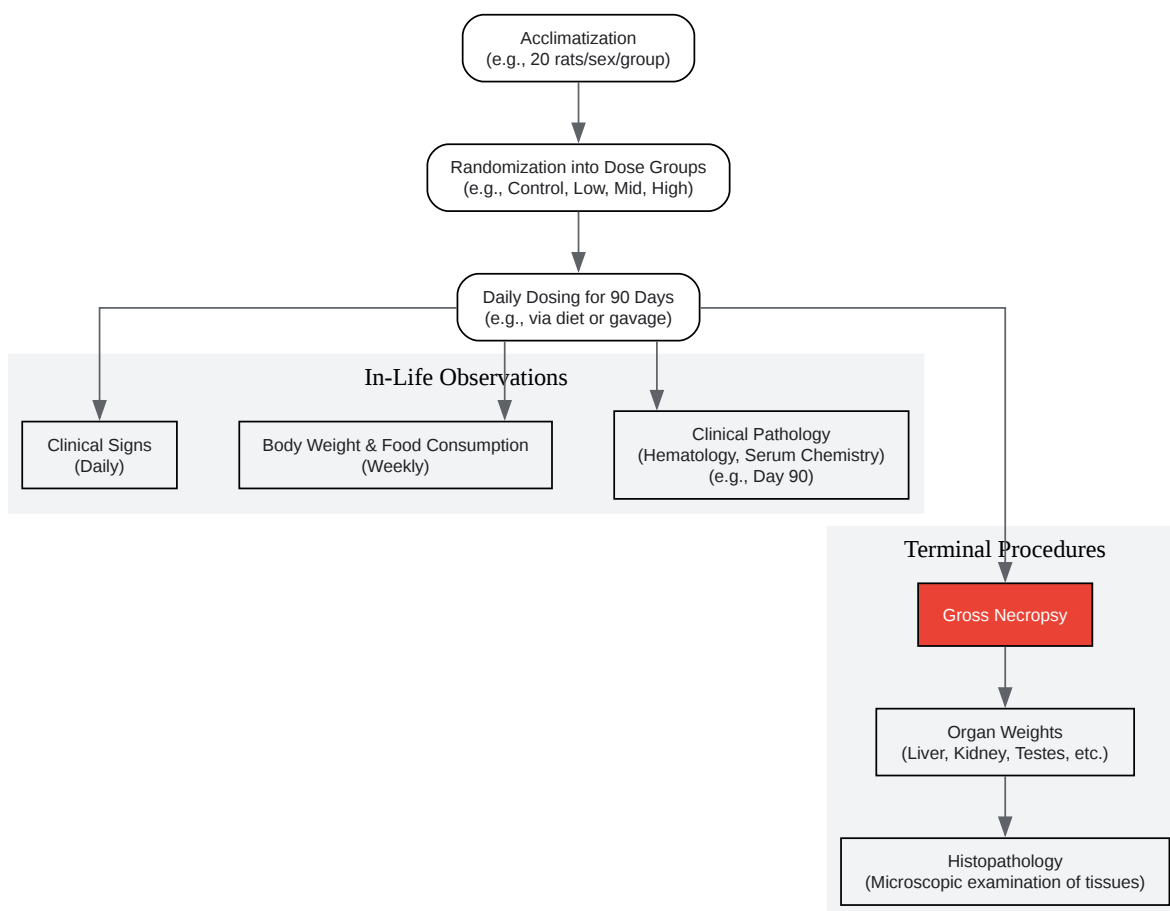 Acclimatization
(e.g., 20 rats/sex/group)
Randomization into Dose Groups
(e.g., Control, Low, Mid, High)
Daily Dosing for 90 Days
(e.g., via diet or gavage)
In-Life Observations
Clinical Signs
(Daily)
Body Weight & Food Consumption
(Weekly)
Clinical Pathology
(Hematology, Serum Chemistry)
(e.g., Day 90)
Terminal Procedures
Gross Necropsy
Organ Weights
(Liver, Kidney, Testes, etc.)
Histopathology
(Microscopic examination of tissues)